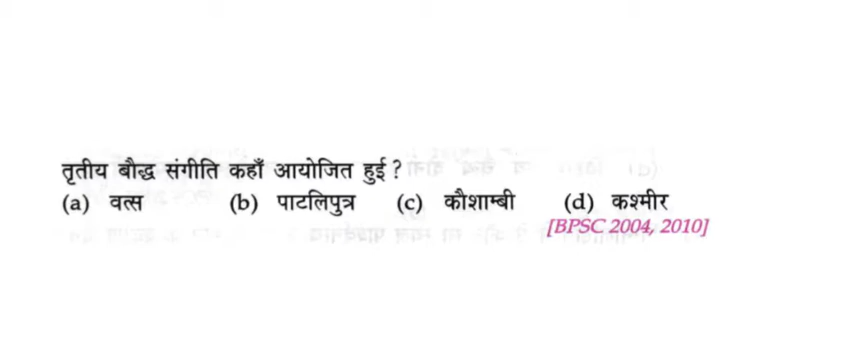 तृतीय बौद्ध संगीति कहाँ आयोजित हुई ?
(a) वत्स (b) पाटलिपुत्र (c) कौशाम्बी (d) कश्मीर
[BPSC 2004, 2010]